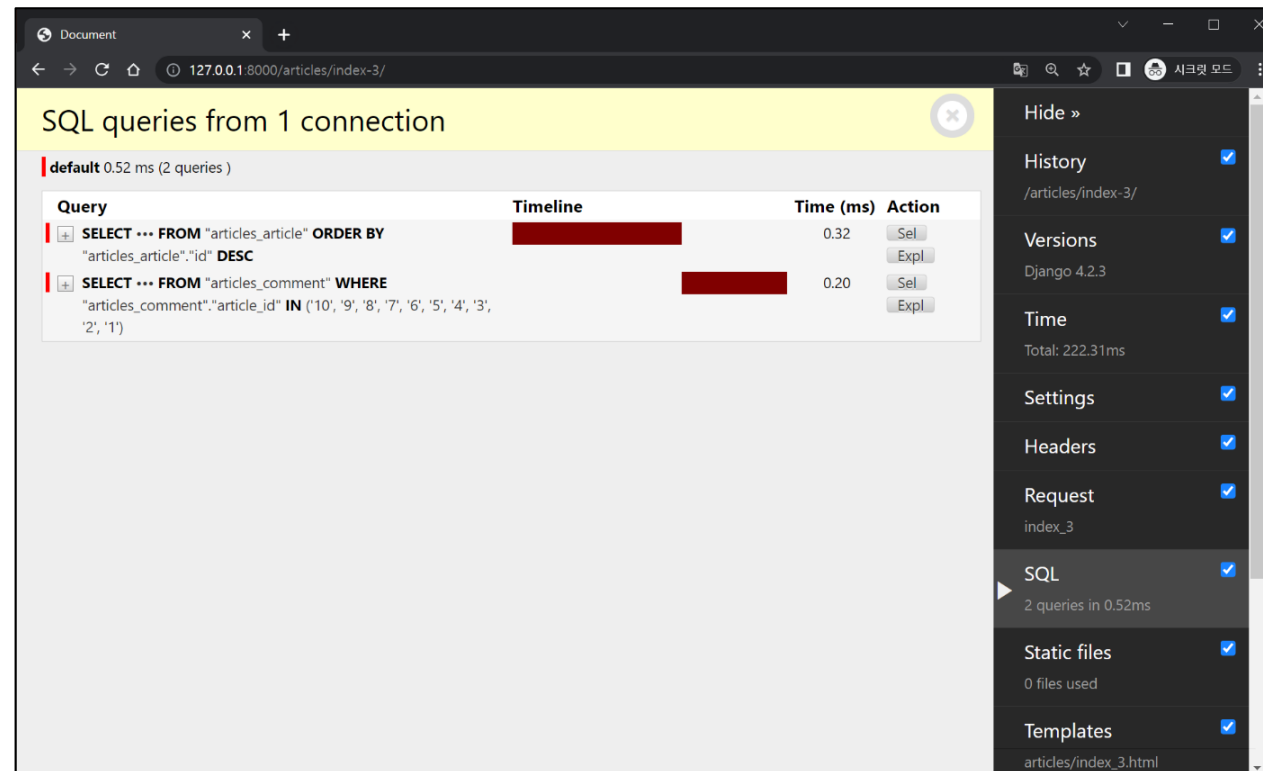 Document
127.0.0.1:8000/articles/index-3/
시크릿 모드
SQL queries from 1 connection
default 0.52 ms (2 queries )
Query Timeline Time (ms) Action
+ SELECT ••• FROM "articles_article" ORDER BY 0.32 Sel
"articles_article"."id" DESC Expl
+ SELECT ••• FROM "articles_comment" WHERE 0.20 Sel
"articles_comment"."article_id" IN ('10', '9', '8', '7', '6', '5', '4', '3', Expl
'2', '1')
Hide »
History
/articles/index-3/
Versions
Django 4.2.3
Time
Total: 222.31ms
Settings
Headers
Request
index_3
SQL
2 queries in 0.52ms
Static files
0 files used
Templates
articles/index_3.html